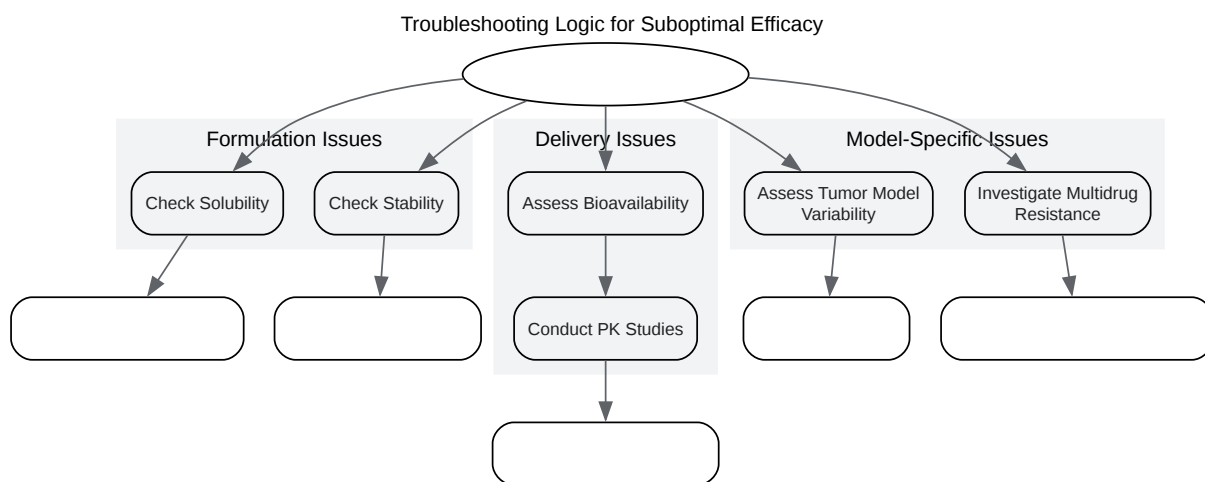 Troubleshooting Logic for Suboptimal Efficacy
Formulation Issues
Delivery Issues
Model-Specific Issues
Check Solubility
Check Stability
Assess Bioavailability
Assess Tumor Model
Variability
Investigate Multidrug
Resistance
Conduct PK Studies